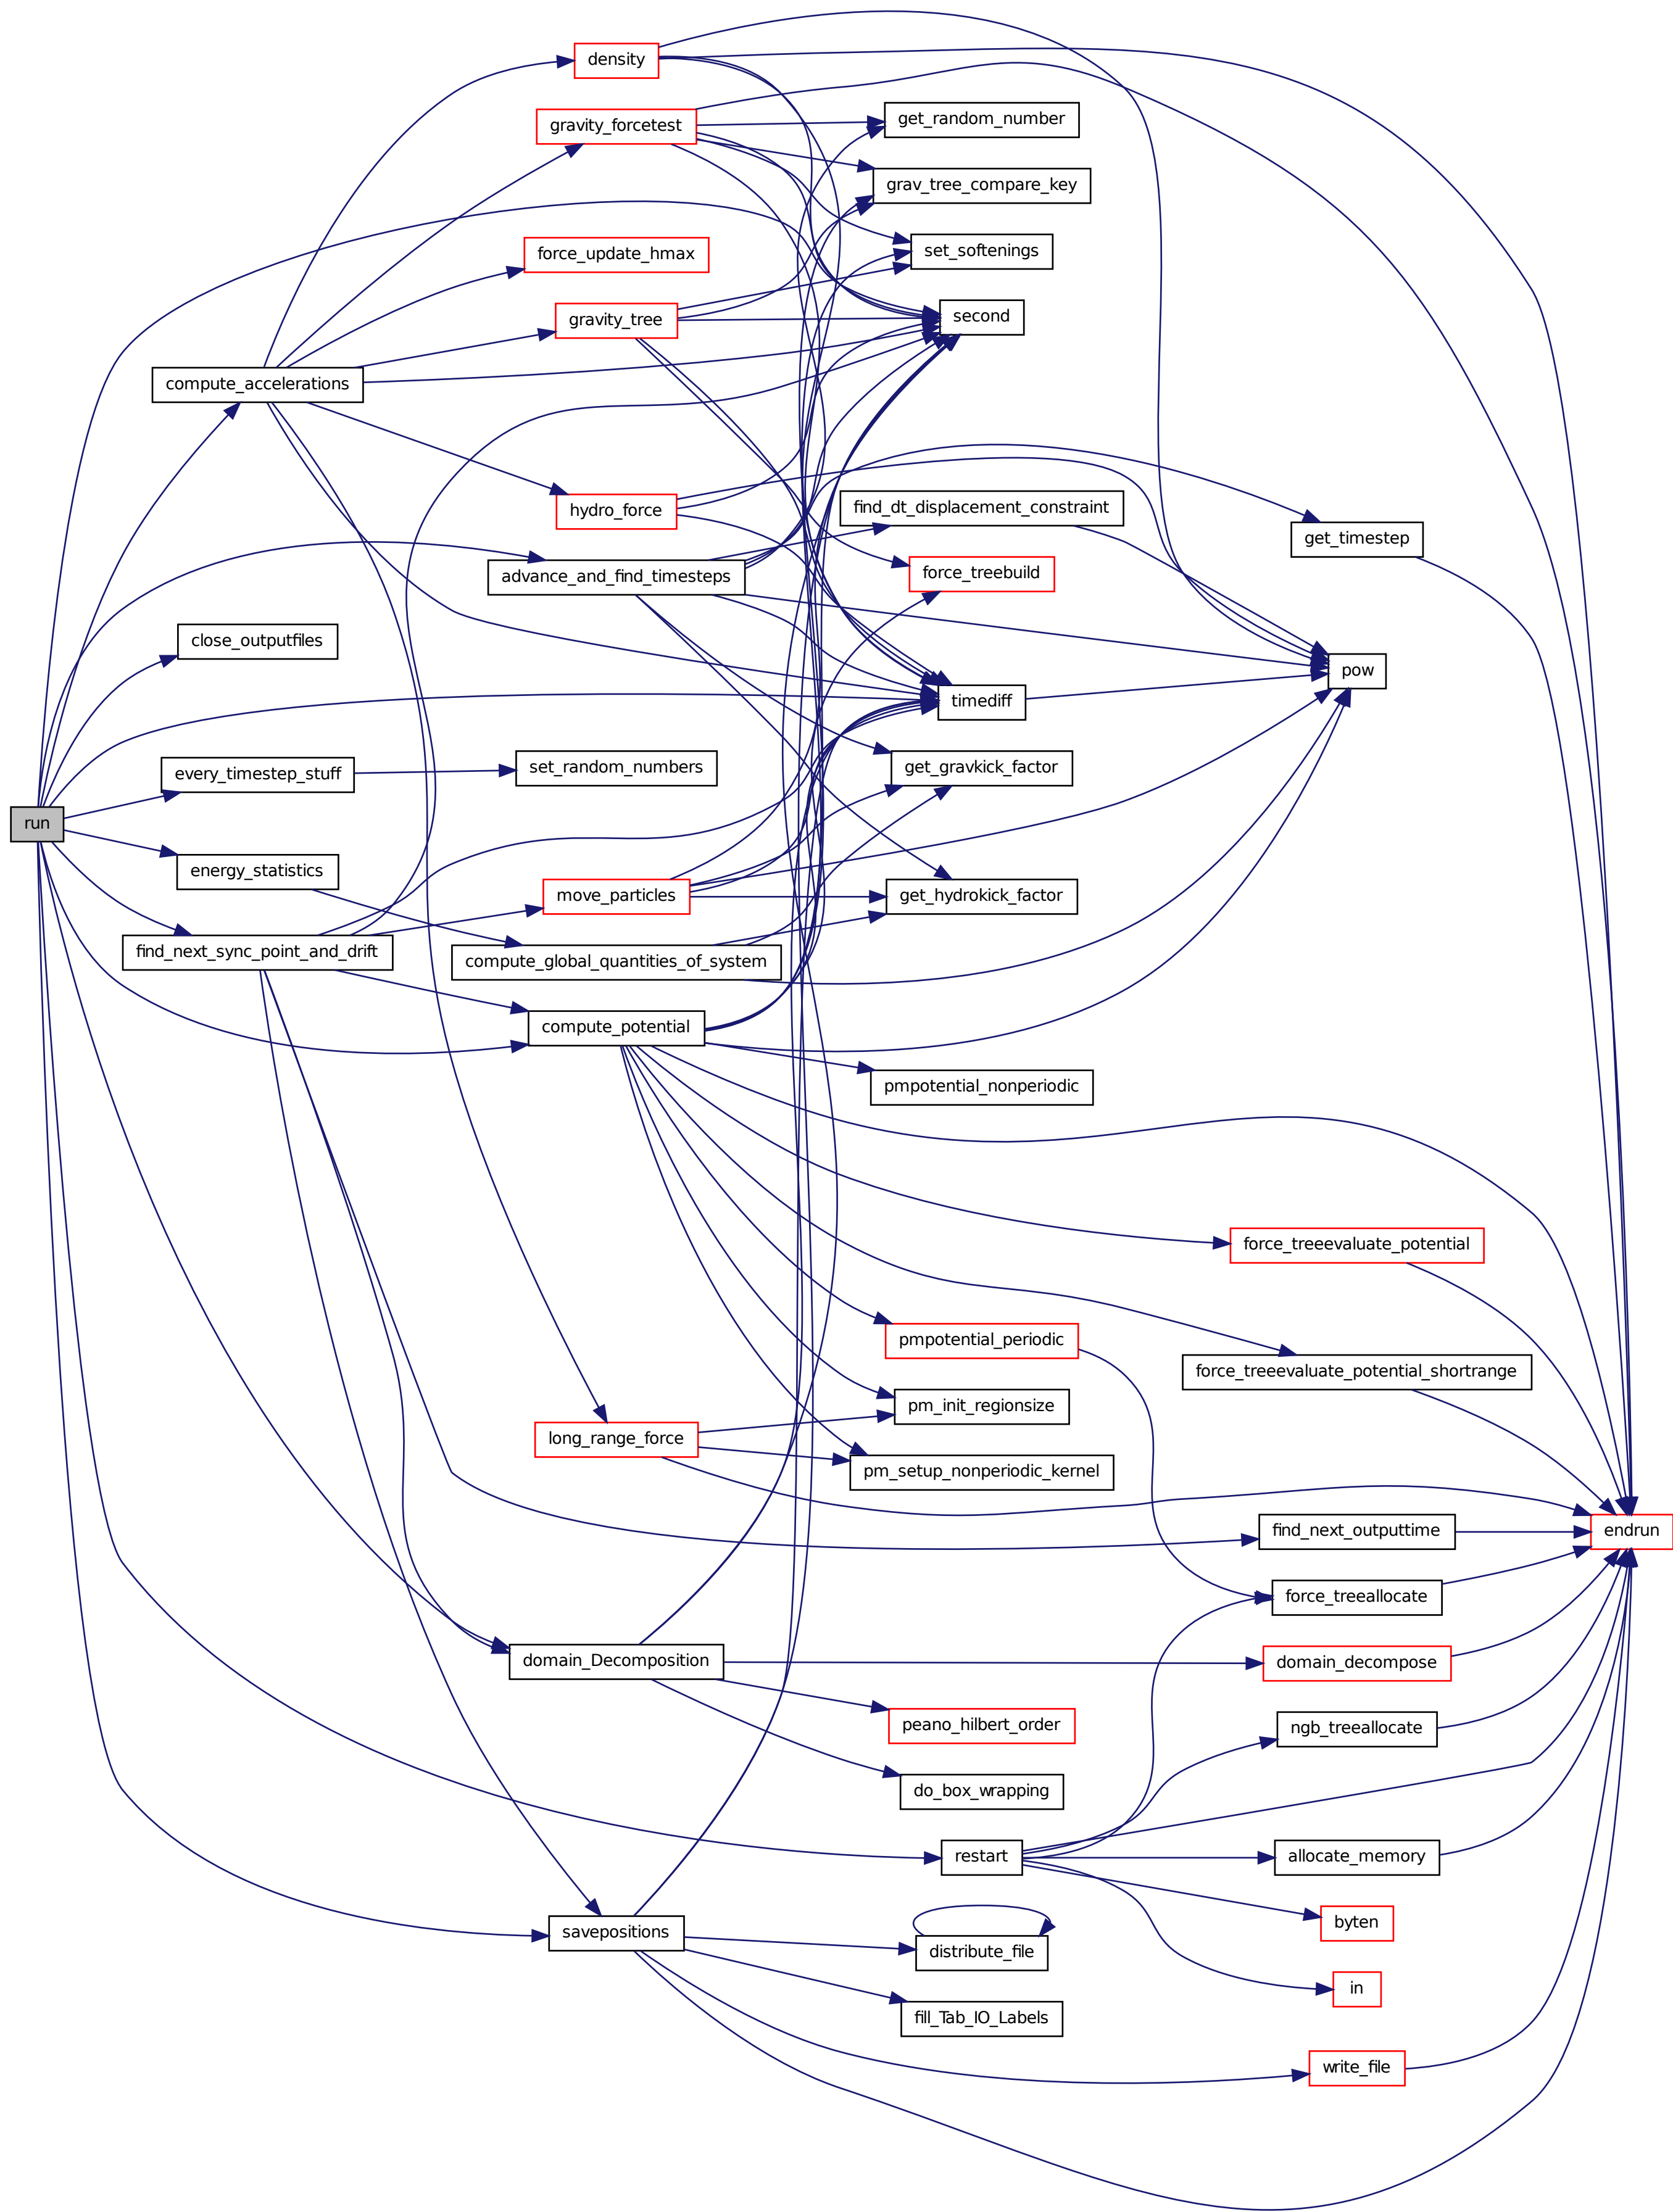 density
get_random_number
gravity_forcetest
grav_tree_compare_key
set_softenings
force_update_hmax
second
gravity_tree
compute_accelerations
find_dt_displacement_constraint
hydro_force
get_timestep
force_treebuild
advance_and_find_timesteps
close_outputfiles
pow
timediff
get_gravkick_factor
every_timestep_stuff
set_random_numbers
run
energy_statistics
move_particles
get_hydrokick_factor
find_next_sync_point_and_drift
compute_global_quantities_of_system
compute_potential
pmpotential_nonperiodic
force_treeevaluate_potential
pmpotential_periodic
force_treeevaluate_potential_shortrange
pm_init_regionsize
long_range_force
pm_setup_nonperiodic_kernel
find_next_outputtime
endrun
force_treeallocate
domain_Decomposition
domain_decompose
peano_hilbert_order
ngb_treeallocate
do_box_wrapping
restart
allocate_memory
byten
savepositions
distribute_file
in
fill_Tab_IO_Labels
write_file